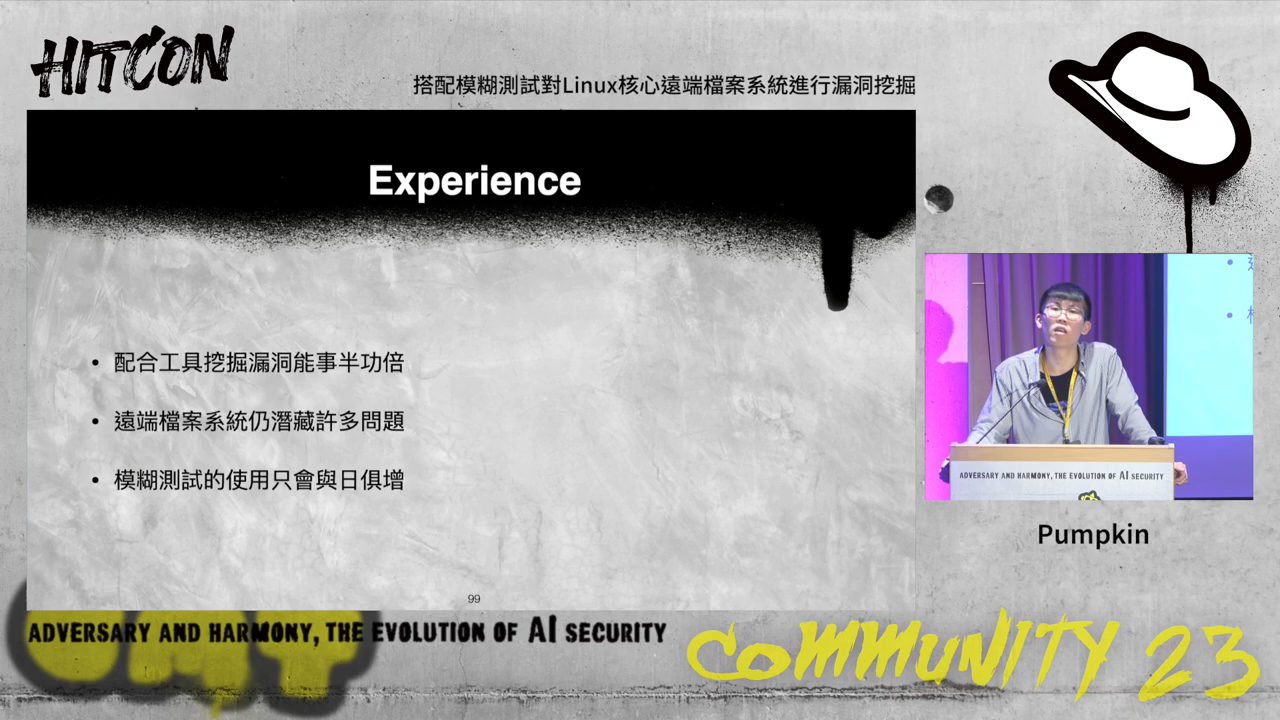 HITCON
搭配模糊測試對Linux核心遠端檔案系統進行漏洞挖掘
Experience
• 配合工具挖掘漏洞能事半功倍
• 遠端檔案系統仍潛藏許多問題
• 模糊測試的使用只會與日俱增
99
ADVERSARY AND HARMONY, THE EVOLUTION OF AI SECURITY
Pumpkin
ADVERSARY AND HARMONY, THE EVOLUTION OF AI SECURITY
COMMUNITY 23